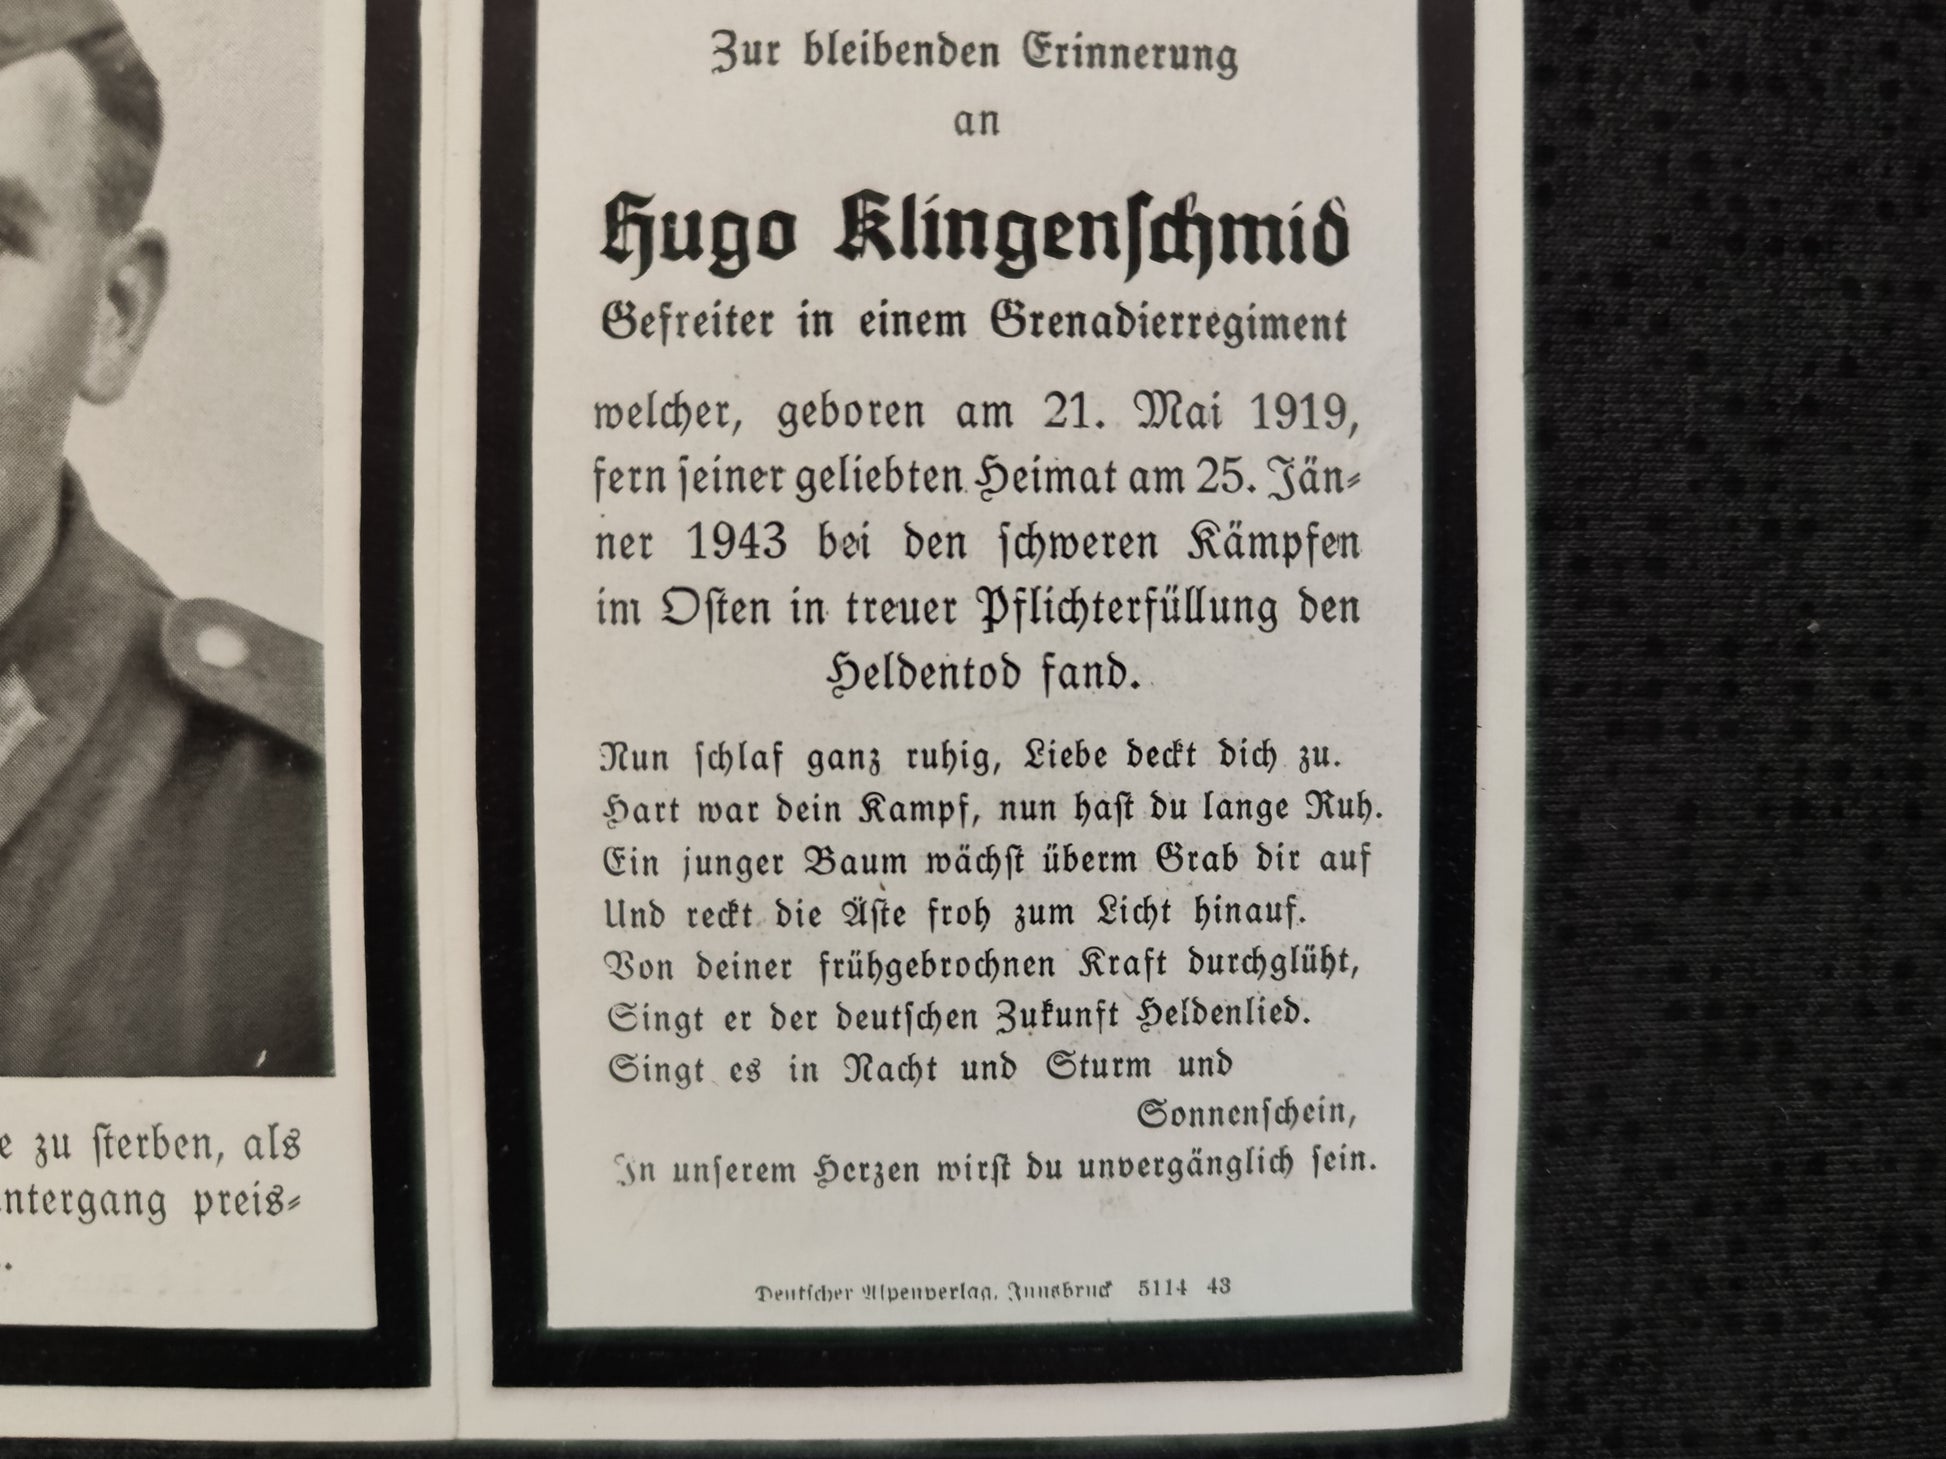 Zur bleibenden Erinnerung
an
Hugo Klingenschmid
Gefreiter in einem Grenadierregiment
welcher, geboren am 21. Mai 1919,
fern seiner geliebten Heimat am 25. Jän-
ner 1943 bei den schweren Kämpfen
im Osten in treuer Pflichterfüllung den
Heldentod fand.
Nun schlaf ganz ruhig, Liebe deckt dich zu.
Hart war dein Kampf, nun hast du lange Ruh.
Ein junger Baum wächst überm Grab dir auf
Und reckt die Äste froh zum Licht hinauf.
Von deiner frühgebrochnen Kraft durchglüht,
Singt er der deutschen Zukunft Heldenlied.
Singt es in Nacht und Sturm und
Sonnenschein,
In unserem Herzen wirst du unvergänglich sein.
Deutscher Alpenverlag, Innsbruck 5114 43
e zu sterben, als
ntergang preis-
.